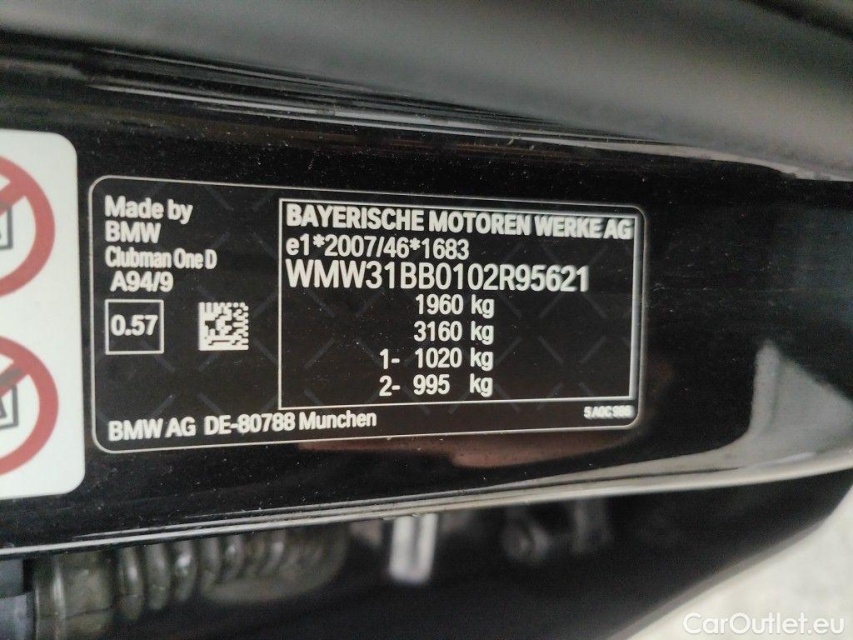 Made by
BMW
Clubman One D
A94/9
0.57
BAYERISCHE MOTOREN WERKE AG
e1*2007/46*1683
WMW31BB0102R95621
1960 kg
3160 kg
1- 1020 kg
2- 995 kg
BMW AG DE-80788 Munchen
CarOutlet.eu